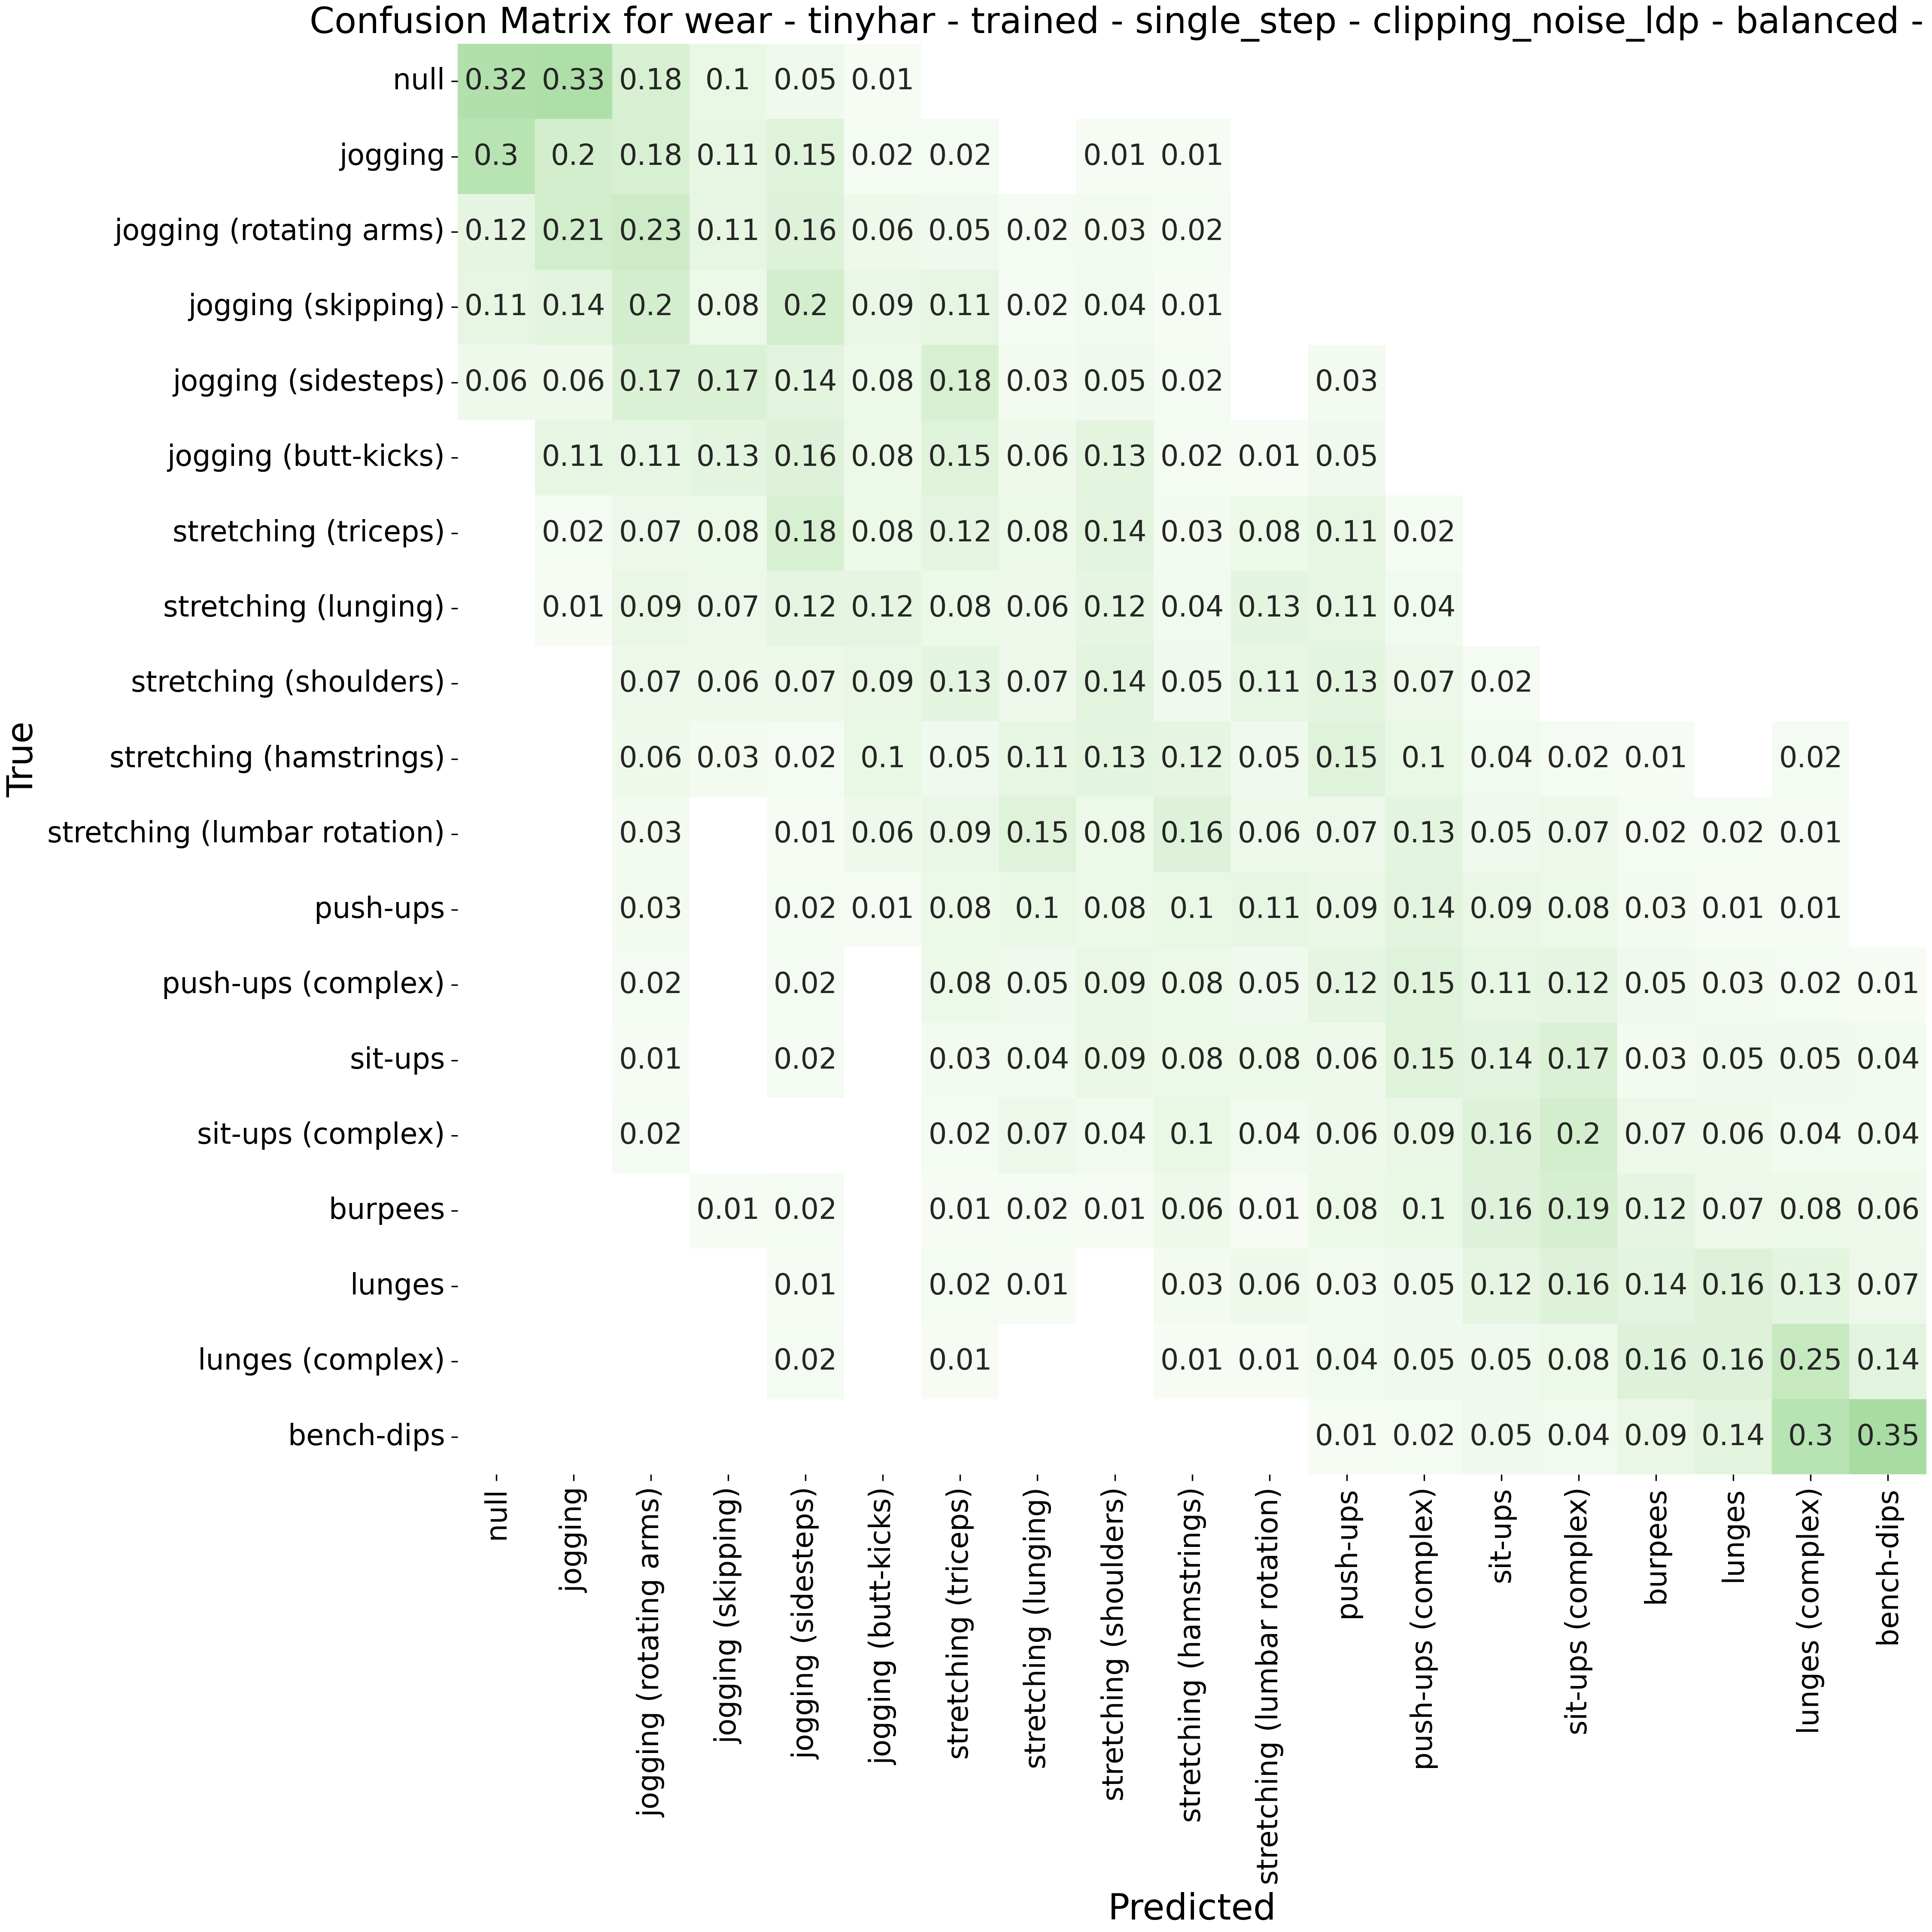 Confusion Matrix for wear - tinyhar - trained - single_step - clipping_noise_ldp - balanced -
True
null 0.32 0.33 0.18 0.1 0.05 0.01
jogging 0.3 0.2 0.18 0.11 0.15 0.02 0.02 0.01 0.01
jogging (rotating arms) 0.12 0.21 0.23 0.11 0.16 0.06 0.05 0.02 0.03 0.02
jogging (skipping) 0.11 0.14 0.2 0.08 0.2 0.09 0.11 0.02 0.04 0.01
jogging (sidesteps) 0.06 0.06 0.17 0.17 0.14 0.08 0.18 0.03 0.05 0.02 0.03
jogging (butt-kicks) 0.11 0.11 0.13 0.16 0.08 0.15 0.06 0.13 0.02 0.01 0.05
stretching (triceps) 0.02 0.07 0.08 0.18 0.08 0.12 0.08 0.14 0.03 0.08 0.11 0.02
stretching (lunging) 0.01 0.09 0.07 0.12 0.12 0.08 0.06 0.12 0.04 0.13 0.11 0.04
stretching (shoulders) 0.07 0.06 0.07 0.09 0.13 0.07 0.14 0.05 0.11 0.13 0.07 0.02
stretching (hamstrings) 0.06 0.03 0.02 0.1 0.05 0.11 0.13 0.12 0.05 0.15 0.1 0.04 0.02 0.01 0.02
stretching (lumbar rotation) 0.03 0.01 0.06 0.09 0.15 0.08 0.16 0.06 0.07 0.13 0.05 0.07 0.02 0.02 0.01
push-ups 0.03 0.02 0.01 0.08 0.1 0.08 0.1 0.11 0.09 0.14 0.09 0.08 0.03 0.01 0.01
push-ups (complex) 0.02 0.02 0.08 0.05 0.09 0.08 0.05 0.12 0.15 0.11 0.12 0.05 0.03 0.02 0.01
sit-ups 0.01 0.02 0.03 0.04 0.09 0.08 0.08 0.06 0.15 0.14 0.17 0.03 0.05 0.05 0.04
sit-ups (complex) 0.02 0.02 0.07 0.04 0.1 0.04 0.06 0.09 0.16 0.2 0.07 0.06 0.04 0.04
burpees 0.01 0.02 0.01 0.02 0.01 0.06 0.01 0.08 0.1 0.16 0.19 0.12 0.07 0.08 0.06
lunges 0.01 0.02 0.01 0.03 0.06 0.03 0.05 0.12 0.16 0.14 0.16 0.13 0.07
lunges (complex) 0.02 0.01 0.01 0.01 0.04 0.05 0.05 0.08 0.16 0.16 0.25 0.14
bench-dips 0.01 0.02 0.05 0.04 0.09 0.14 0.3 0.35
null
jogging
jogging (rotating arms)
jogging (skipping)
jogging (sidesteps)
jogging (butt-kicks)
stretching (triceps)
stretching (lunging)
stretching (shoulders)
stretching (hamstrings)
stretching (lumbar rotation)
push-ups
push-ups (complex)
sit-ups
sit-ups (complex)
burpees
lunges
lunges (complex)
bench-dips
Predicted